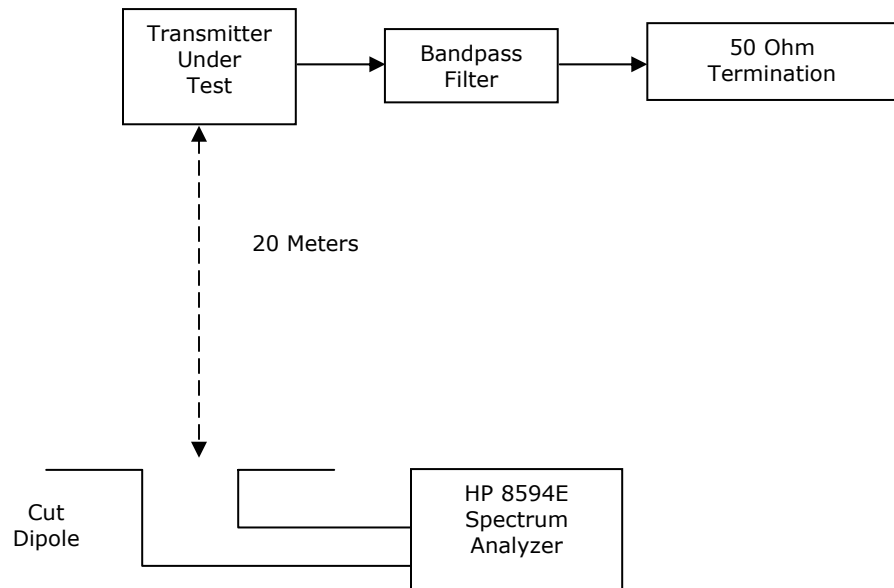 Transmitter
Under
Test
Bandpass
Filter
50 Ohm
Termination
20 Meters
Cut
Dipole
HP 8594E
Spectrum
Analyzer